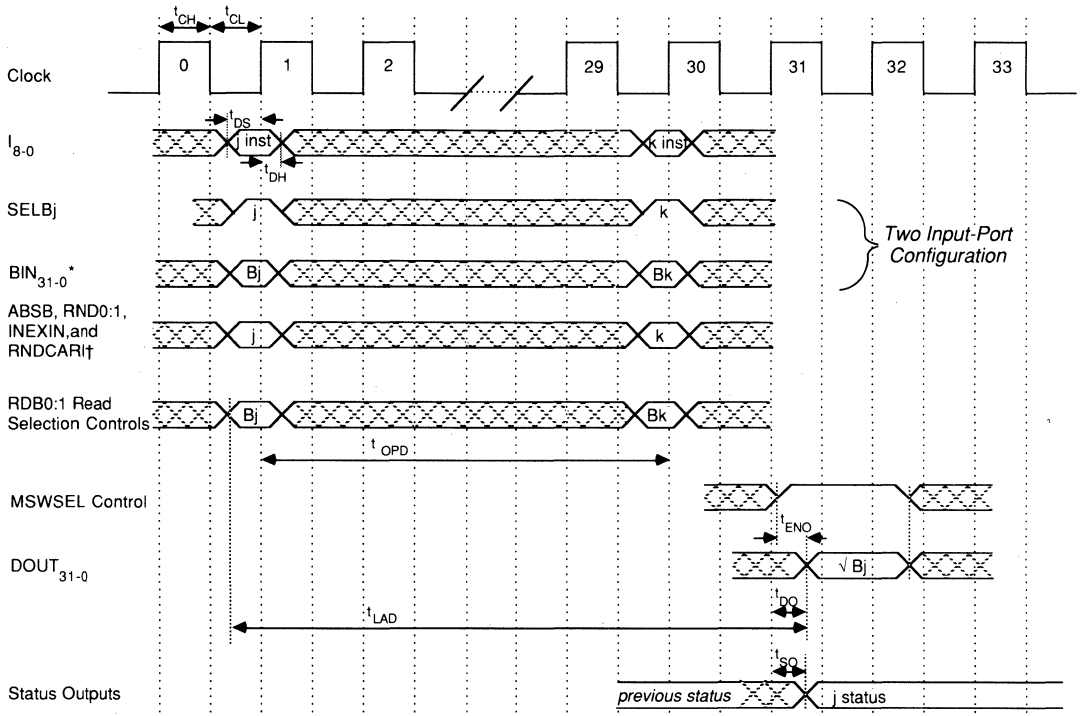 tCH tCL
Clock 0 1 2 29 30 31 32 33
tDS
I8-0 j inst k inst
tDH
SELBj j k
Two Input-Port
Configuration
BIN31-0* Bj Bk
ABSB, RND0:1,
INEXIN,and
RNDCARI† j k
RDB0:1 Read
Selection Controls Bj Bk
tOPD
MSWSEL Control
tENO
DOUT31-0 √ Bj
tDO
tLAD
tSO
Status Outputs previous status j status